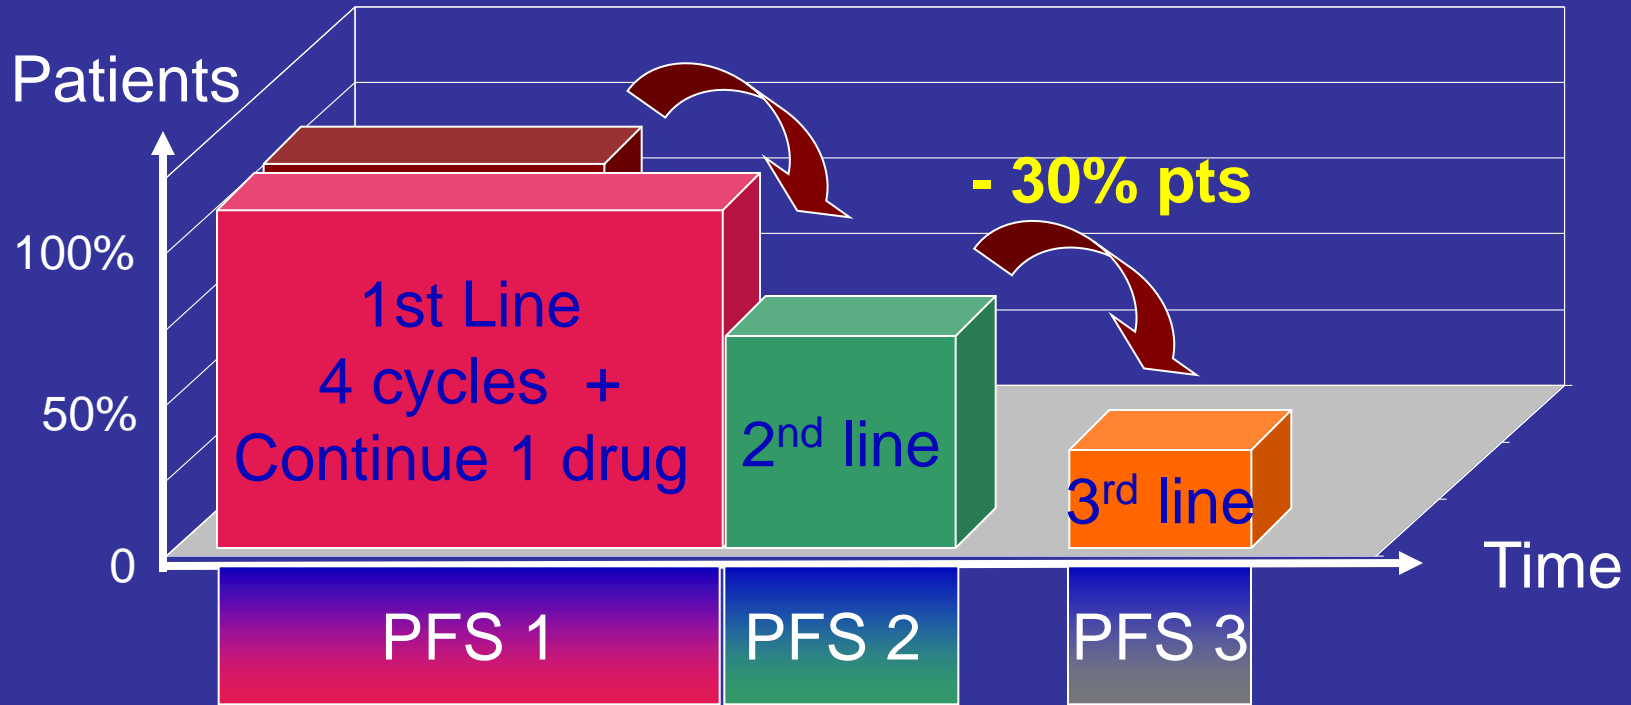 Patients
- 30% pts
100%
1st Line
4 cycles +
Continue 1 drug
50%
2nd line
3rd line
0
Time
PFS 1
PFS 2
PFS 3